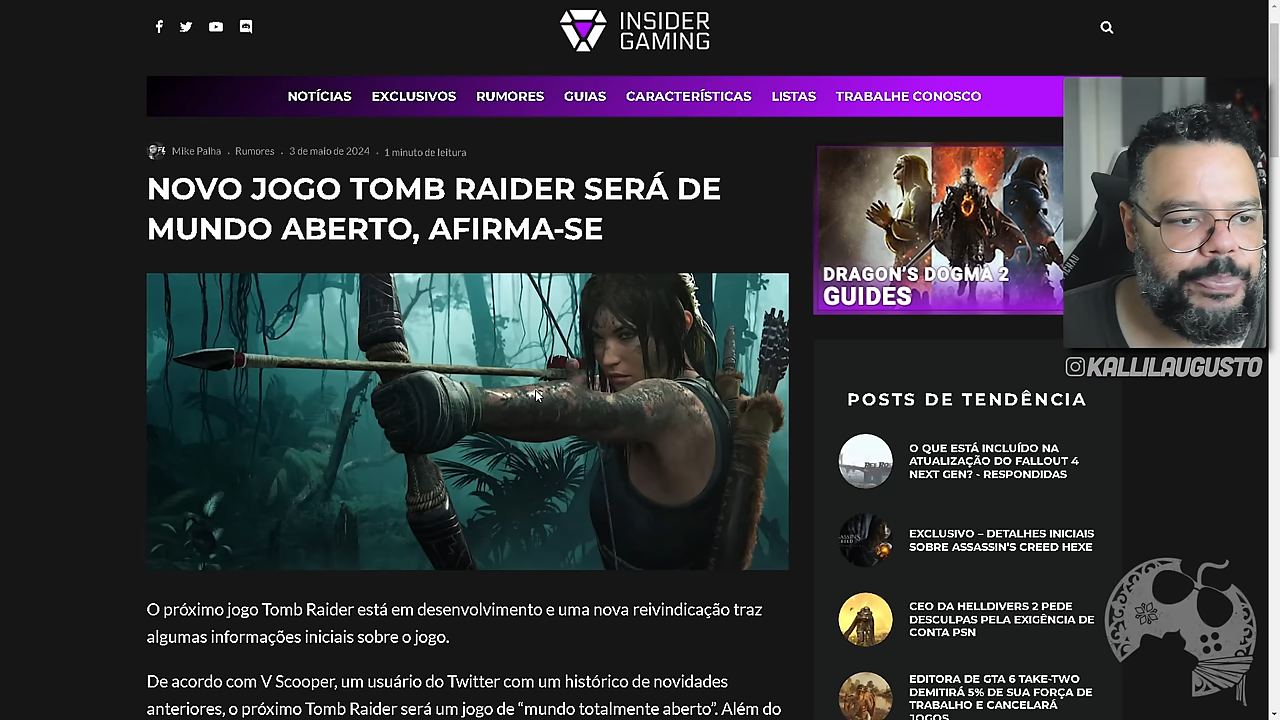 INSIDER
GAMING
NOTÍCIAS EXCLUSIVOS RUMORES GUIAS CARACTERÍSTICAS LISTAS TRABALHE CONOSCO
Mike Palha . Rumores . 3 de maio de 2024 . 1 minuto de leitura
NOVO JOGO TOMB RAIDER SERÁ DE
MUNDO ABERTO, AFIRMA-SE
DRAGON'S DOGMA 2
GUIDES
@KALLILAUGUSTO
POSTS DE TENDÊNCIA
O QUE ESTÁ INCLUÍDO NA
ATUALIZAÇÃO DO FALLOUT 4
NEXT GEN? - RESPONDIDAS
EXCLUSIVO – DETALHES INICIAIS
SOBRE ASSASSIN'S CREED HEXE
CEO DA HELLDIVERS 2 PEDE
DESCULPAS PELA EXIGÊNCIA DE
CONTA PSN
EDITORA DE GTA 6 TAKE-TWO
DEMITIRÁ 5% DE SUA FORÇA DE
TRABALHO E CANCELARÁ
JOGOS
O próximo jogo Tomb Raider está em desenvolvimento e uma nova reivindicação traz
algumas informações iniciais sobre o jogo.
De acordo com V Scooper, um usuário do Twitter com um histórico de novidades
anteriores, o próximo Tomb Raider será um jogo de “mundo totalmente aberto”. Além do